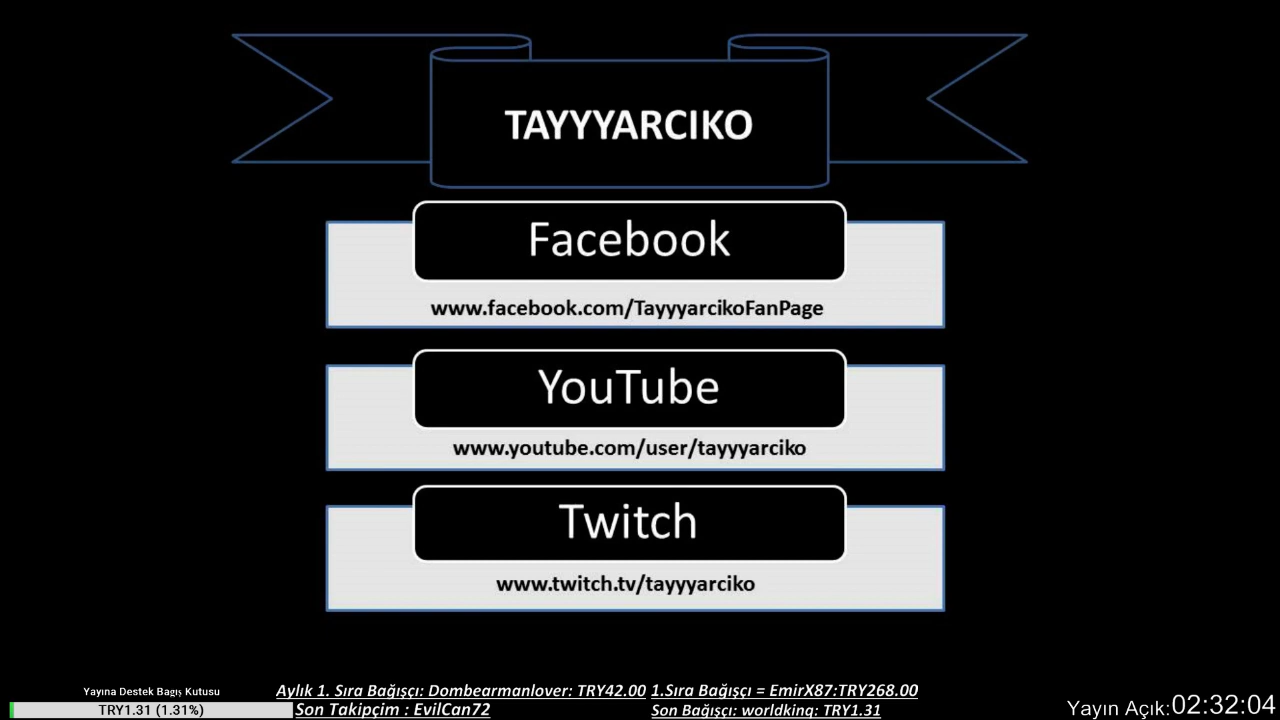 TAYYYARCIKO
Facebook
www.facebook.com/TayyyarcikoFanPage
YouTube
www.youtube.com/user/tayyyarciko
Twitch
www.twitch.tv/tayyyarciko
Yayına Destek Bagış Kutusu
TRY1.31 (1.31%)
Aylık 1. Sıra Bağışçı: Dombearmanlover: TRY42.00
Son Takipçim : EvilCan72
1.Sıra Bağışçı = EmirX87:TRY268.00
Son Bağışçı: worldkinq: TRY1.31
Yayın Açık:02:32:04